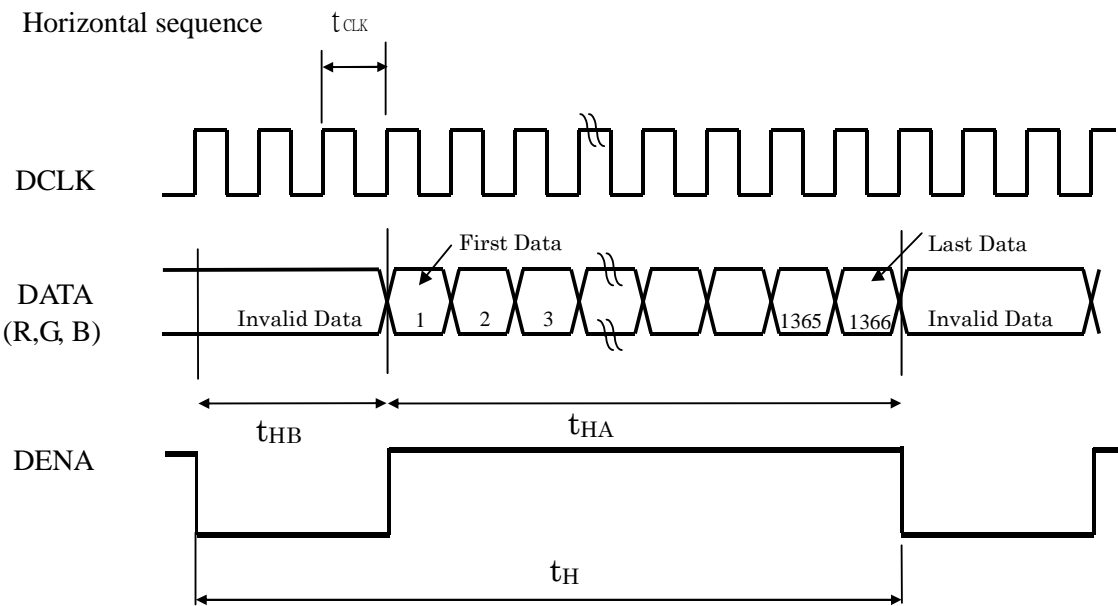 Horizontal sequence
tCLK
DCLK
First Data
Last Data
DATA
(R,G, B)
Invalid Data
1
2
3
1365
1366
Invalid Data
tHB
tHA
DENA
tH